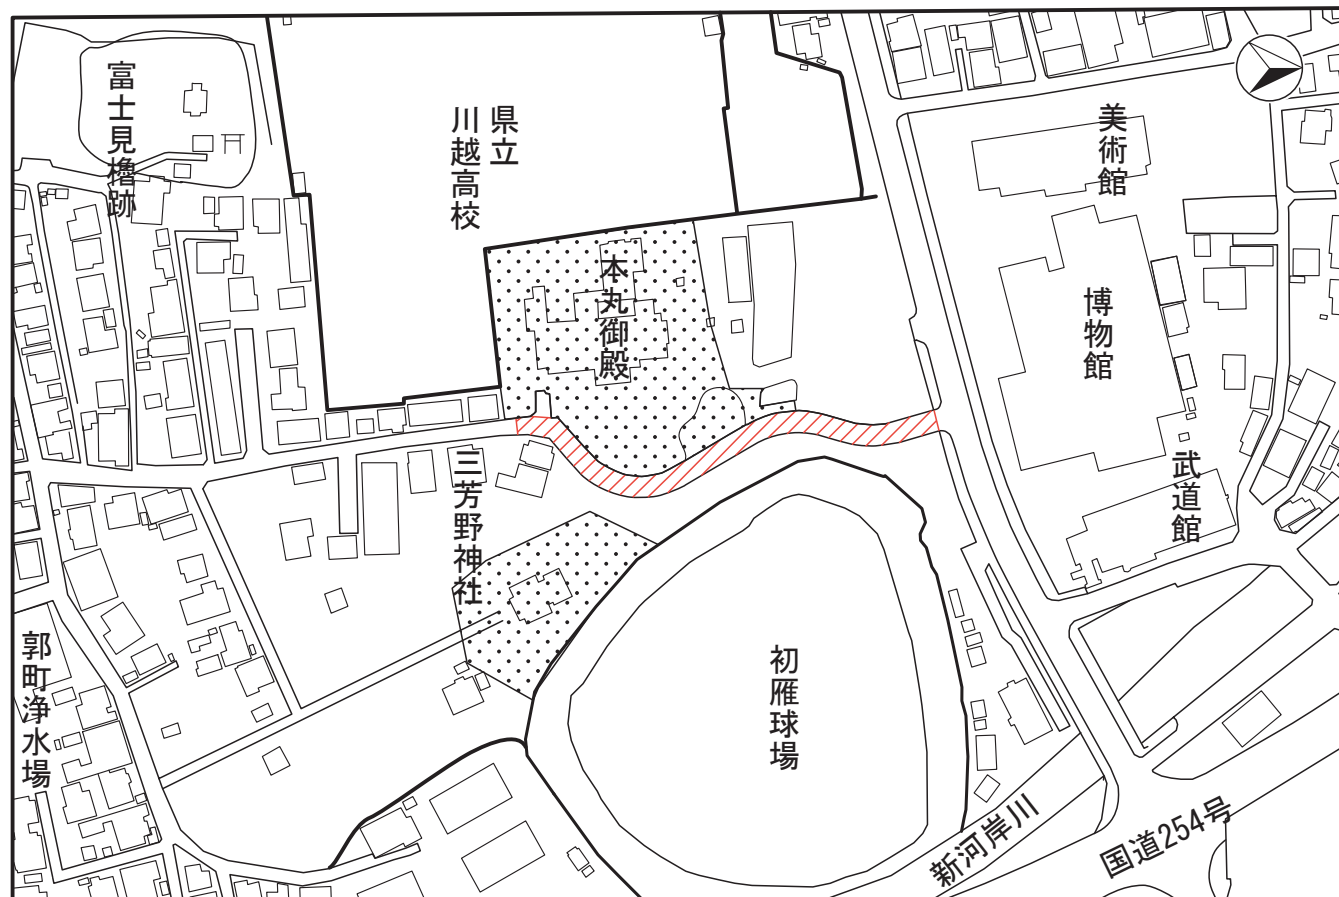 富士見櫓跡
県立
川越高校
美術館
本丸御殿
博物館
三芳野神社
武道館
郭町浄水場
初雁球場
新河岸川
国道254号